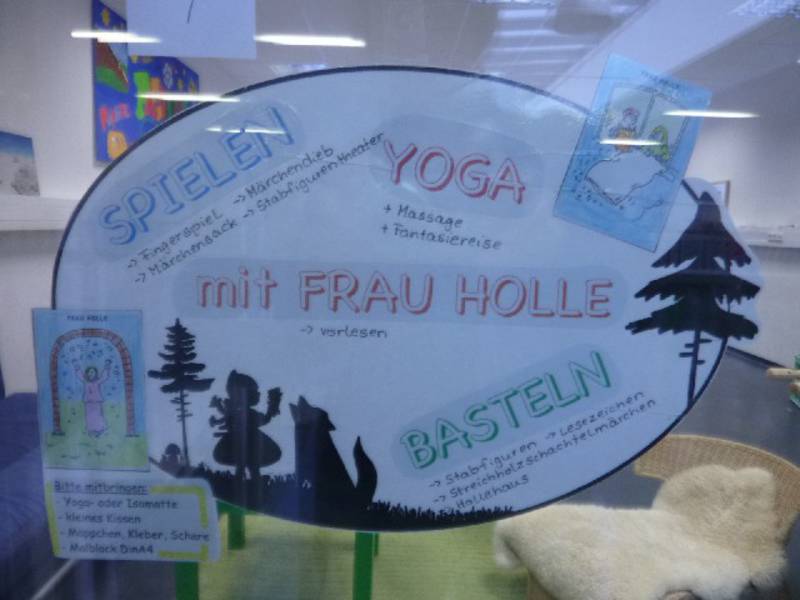 SPIELEN
-> Fingerspiel -> Märchendieb
-> Märchensack -> Stabfigurentheater
YOGA
+ Massage
+ Fantasiereise
mit FRAU HOLLE
-> vorlesen
BASTELN
-> Stabfiguren -> Lesezeichen
-> Streichholzschachtelmärchen
-> Hollehaus
FRAU HOLLE
Bitte mitbringen:
- Yoga- oder Isomatte
- kleines Kissen
- Mäppchen, Kleber, Schere
- Malblock DinA4